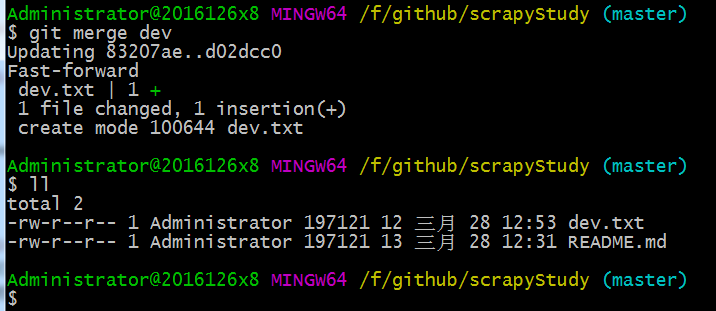 Administrator@2016126x8 MINGW64 /f/github/scrapyStudy (master)
$ git merge dev
Updating 83207ae..d02dcc0
Fast-forward
 dev.txt | 1 +
 1 file changed, 1 insertion(+)
 create mode 100644 dev.txt
Administrator@2016126x8 MINGW64 /f/github/scrapyStudy (master)
$ ll
total 2
-rw-r--r-- 1 Administrator 197121 12 三月 28 12:53 dev.txt
-rw-r--r-- 1 Administrator 197121 13 三月 28 12:31 README.md
Administrator@2016126x8 MINGW64 /f/github/scrapyStudy (master)
$